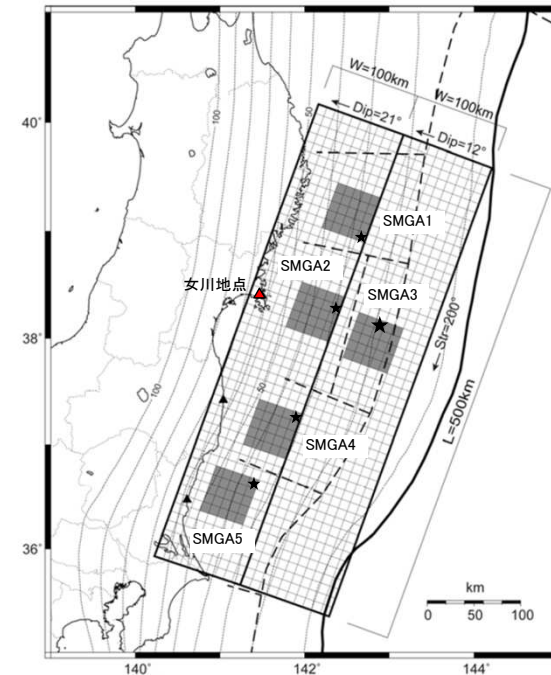 W=100km
W=100km
Dip=21°
Dip=12°
50
100
40°
SMGA1
SMGA2
女川地点
SMGA3
38°
Str=200°
50
100
L=500km
SMGA4
SMGA5
36°
km
0 50 100
140° 142° 144°